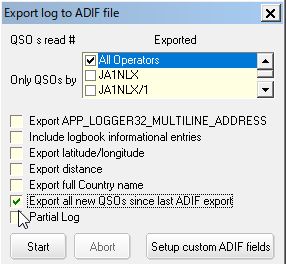 Export log to ADIF file
QSO s read # Exported
All Operators
Only QSOs by JA1NLX
JA1NLX/1
Export APP_LOGGER32_MULTILINE_ADDRESS
Include logbook informational entries
Export latitude/longitude
Export distance
Export full Country name
Export all new QSOs since last ADIF export
Partial Log
Start Abort Setup custom ADIF fields